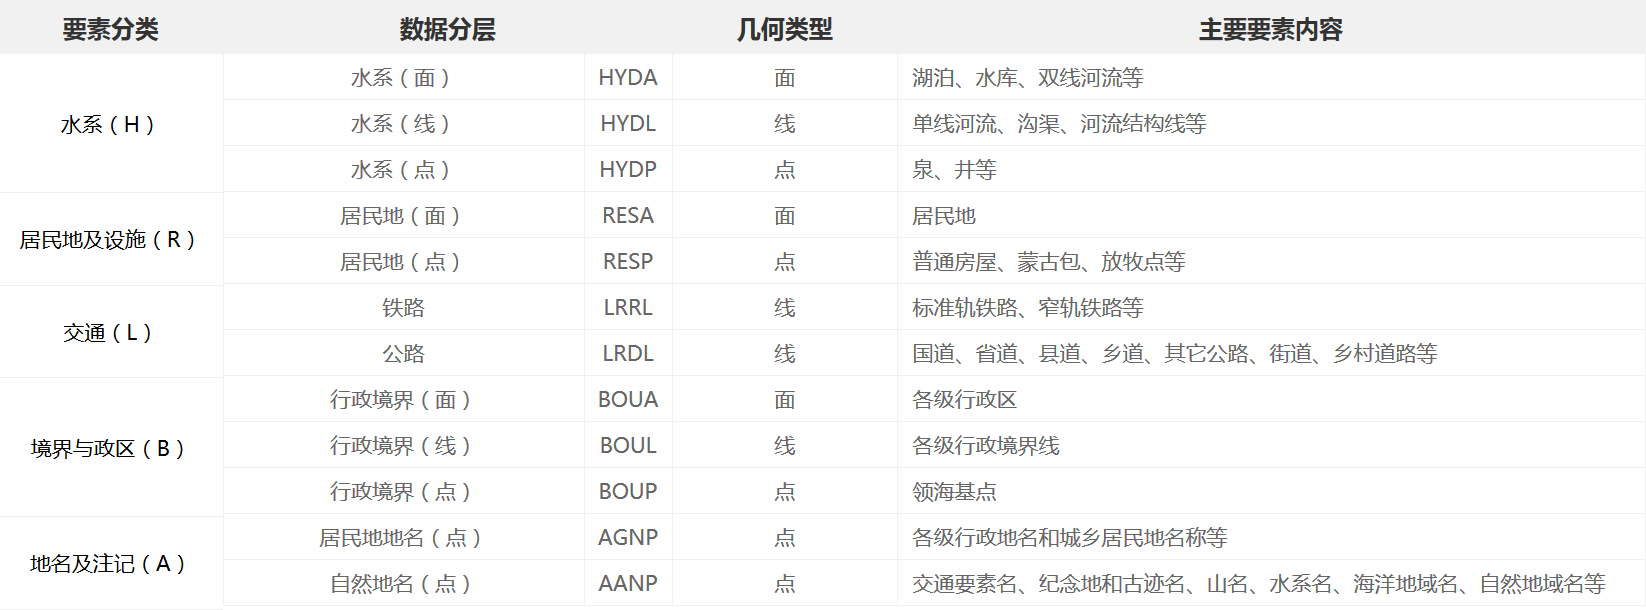 要素分类 数据分层 几何类型 主要要素内容
水系（H） 水系（面） HYDA 面 湖泊、水库、双线河流等
水系（线） HYDL 线 单线河流、沟渠、河流结构线等
水系（点） HYDP 点 泉、井等
居民地及设施（R） 居民地（面） RESA 面 居民地
居民地（点） RESP 点 普通房屋、蒙古包、放牧点等
交通（L） 铁路 LRRL 线 标准轨铁路、窄轨铁路等
公路 LRDL 线 国道、省道、县道、乡道、其它公路、街道、乡村道路等
境界与政区（B） 行政境界（面） BOUA 面 各级行政区
行政境界（线） BOUL 线 各级行政境界线
行政境界（点） BOUP 点 领海基点
地名及注记（A） 居民地地名（点） AGNP 点 各级行政地名和城乡居民地名称等
自然地名（点） AANP 点 交通要素名、纪念地和古迹名、山名、水系名、海洋地域名、自然地域名等